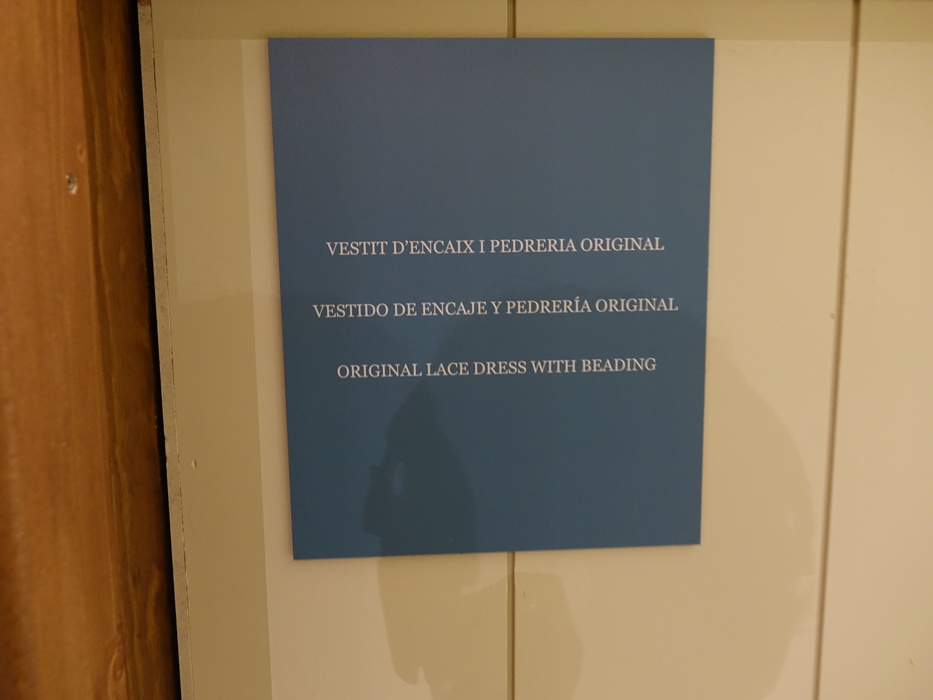 VESTIT D'ENCAIX I PEDRERIA ORIGINAL
VESTIDO DE ENCAJE Y PEDRERÍA ORIGINAL
ORIGINAL LACE DRESS WITH BEADING